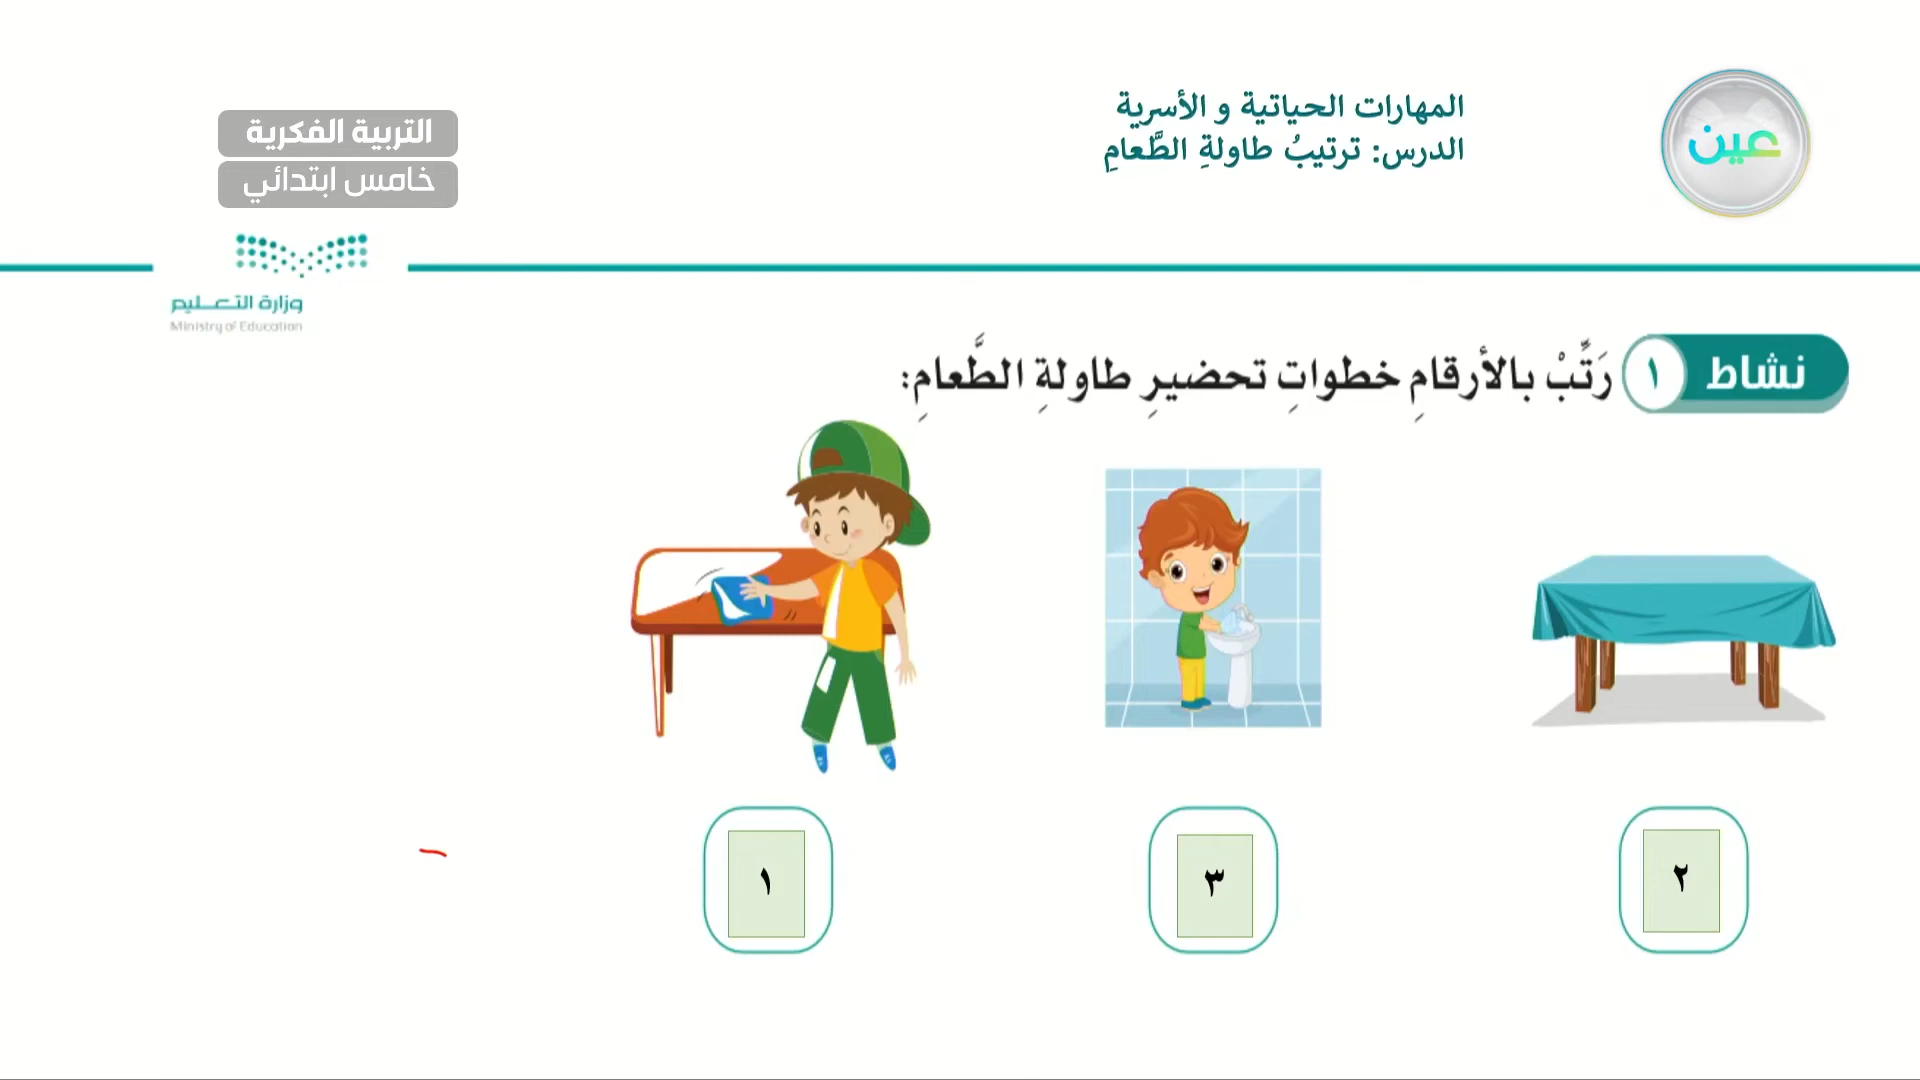 عين
المهارات الحياتية و الأسرية
الدرس: ترتيبُ طاولةِ الطَّعامِ
التربية الفكرية
خامس ابتدائي
وزارة التعليم
Ministry of Education
نشاط ١ رَتِّبْ بالأرقامِ خطواتِ تحضيرِ طاولةِ الطَّعامِ:
٢ ٣ ١